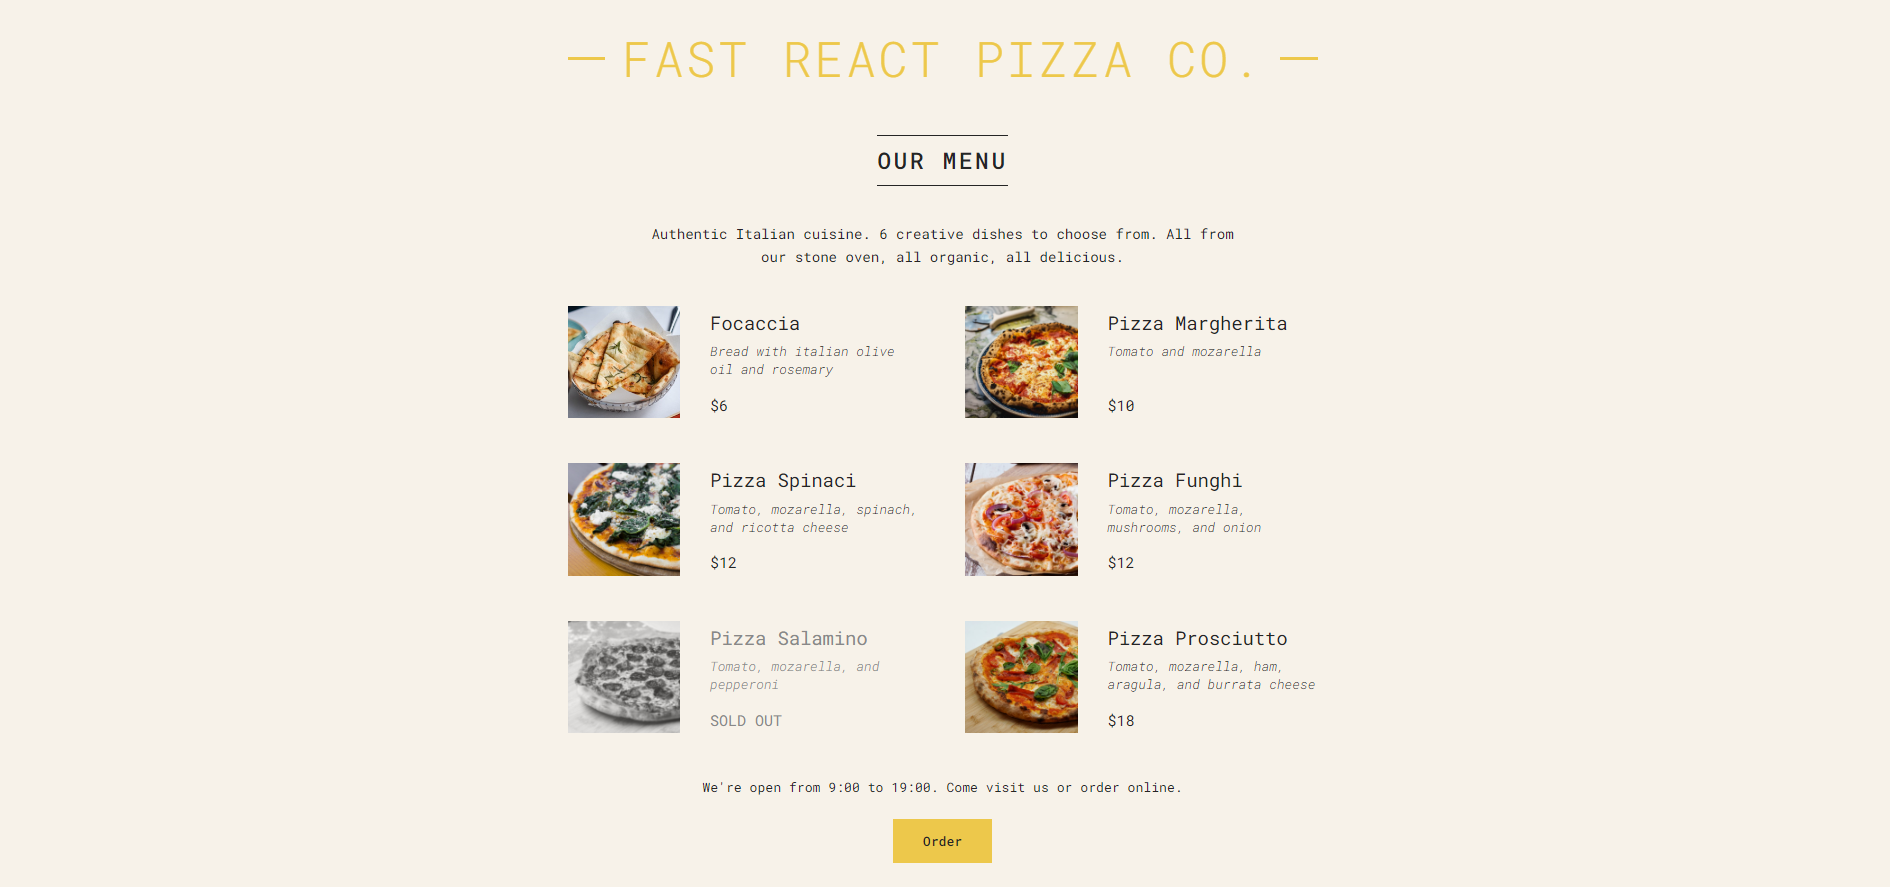 FAST REACT PIZZA CO.
OUR MENU
Authentic Italian cuisine. 6 creative dishes to choose from. All from
our stone oven, all organic, all delicious.
Focaccia
Bread with italian olive
oil and rosemary
$6
Pizza Margherita
Tomato and mozarella
$10
Pizza Spinaci
Tomato, mozarella, spinach,
and ricotta cheese
$12
Pizza Funghi
Tomato, mozarella,
mushrooms, and onion
$12
Pizza Salamino
Tomato, mozarella, and
pepperoni
SOLD OUT
Pizza Prosciutto
Tomato, mozarella, ham,
aragula, and burrata cheese
$18
We're open from 9:00 to 19:00. Come visit us or order online.
Order